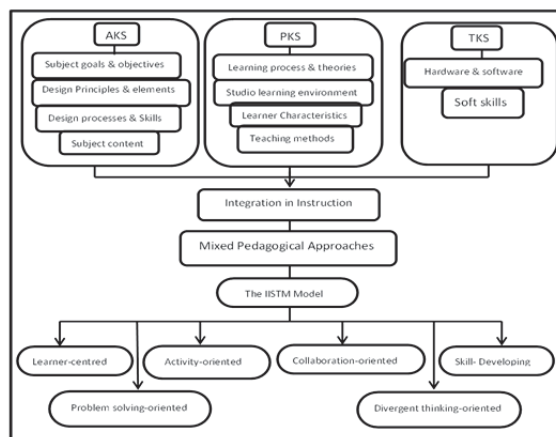 AKS
Subject goals & objectives
Design Principles & elements
Design processes & Skills
Subject content
PKS
Learning process & theories
Studio learning environment
Learner Characteristics
Teaching methods
TKS
Hardware & software
Soft skills
Integration in Instruction
Mixed Pedagogical Approaches
The IISTM Model
Learner-centred
Activity-oriented
Collaboration-oriented
Skill- Developing
Problem solving-oriented
Divergent thinking-oriented